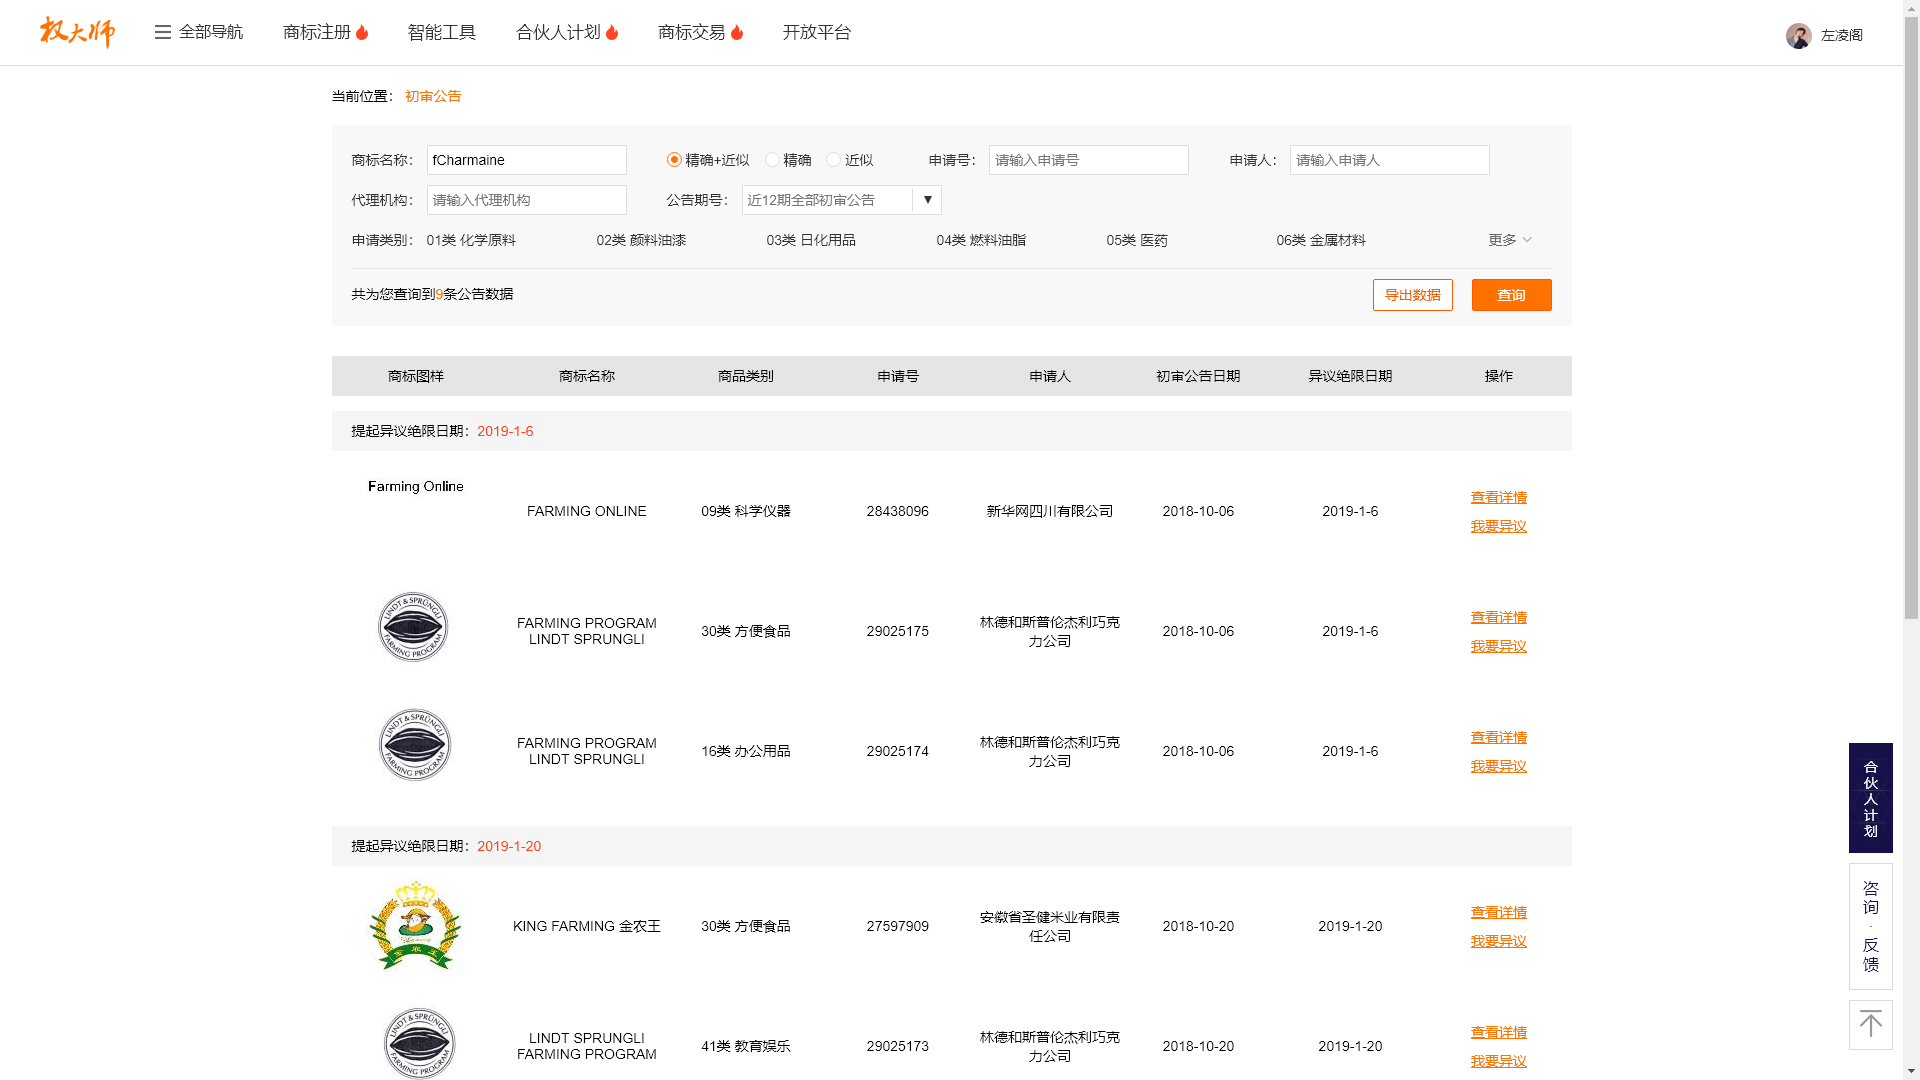 权大师 全部导航 商标注册 智能工具 合伙人计划 商标交易 开放平台 左凌阁
当前位置： 初审公告
商标名称： fCharmaine 精确+近似 精确 近似 申请号： 请输入申请号 申请人： 请输入申请人
代理机构： 请输入代理机构 公告期号： 近12期全部初审公告 ▼
申请类别： 01类 化学原料 02类 颜料油漆 03类 日化用品 04类 燃料油脂 05类 医药 06类 金属材料 更多
共为您查询到9条公告数据 导出数据 查询
商标图样 商标名称 商品类别 申请号 申请人 初审公告日期 异议绝限日期 操作
提起异议绝限日期：2019-1-6
Farming Online
FARMING ONLINE 09类 科学仪器 28438096 新华网四川有限公司 2018-10-06 2019-1-6 查看详情
我要异议
LINDT & SPRÜNGLI
FARMING PROGRAM
FARMING PROGRAM
LINDT SPRUNGLI
30类 方便食品 29025175 林德和斯普伦杰利巧克
力公司
2018-10-06 2019-1-6 查看详情
我要异议
LINDT & SPRÜNGLI
FARMING PROGRAM
FARMING PROGRAM
LINDT SPRUNGLI
16类 办公用品 29025174 林德和斯普伦杰利巧克
力公司
2018-10-06 2019-1-6 查看详情
我要异议
提起异议绝限日期：2019-1-20
KING FARMING 金农王 30类 方便食品 27597909 安徽省圣健米业有限责
任公司
2018-10-20 2019-1-20 查看详情
我要异议
LINDT & SPRÜNGLI
FARMING PROGRAM
LINDT SPRUNGLI
FARMING PROGRAM
41类 教育娱乐 29025173 林德和斯普伦杰利巧克
力公司
2018-10-20 2019-1-20 查看详情
我要异议
合伙人计划
咨询·反馈